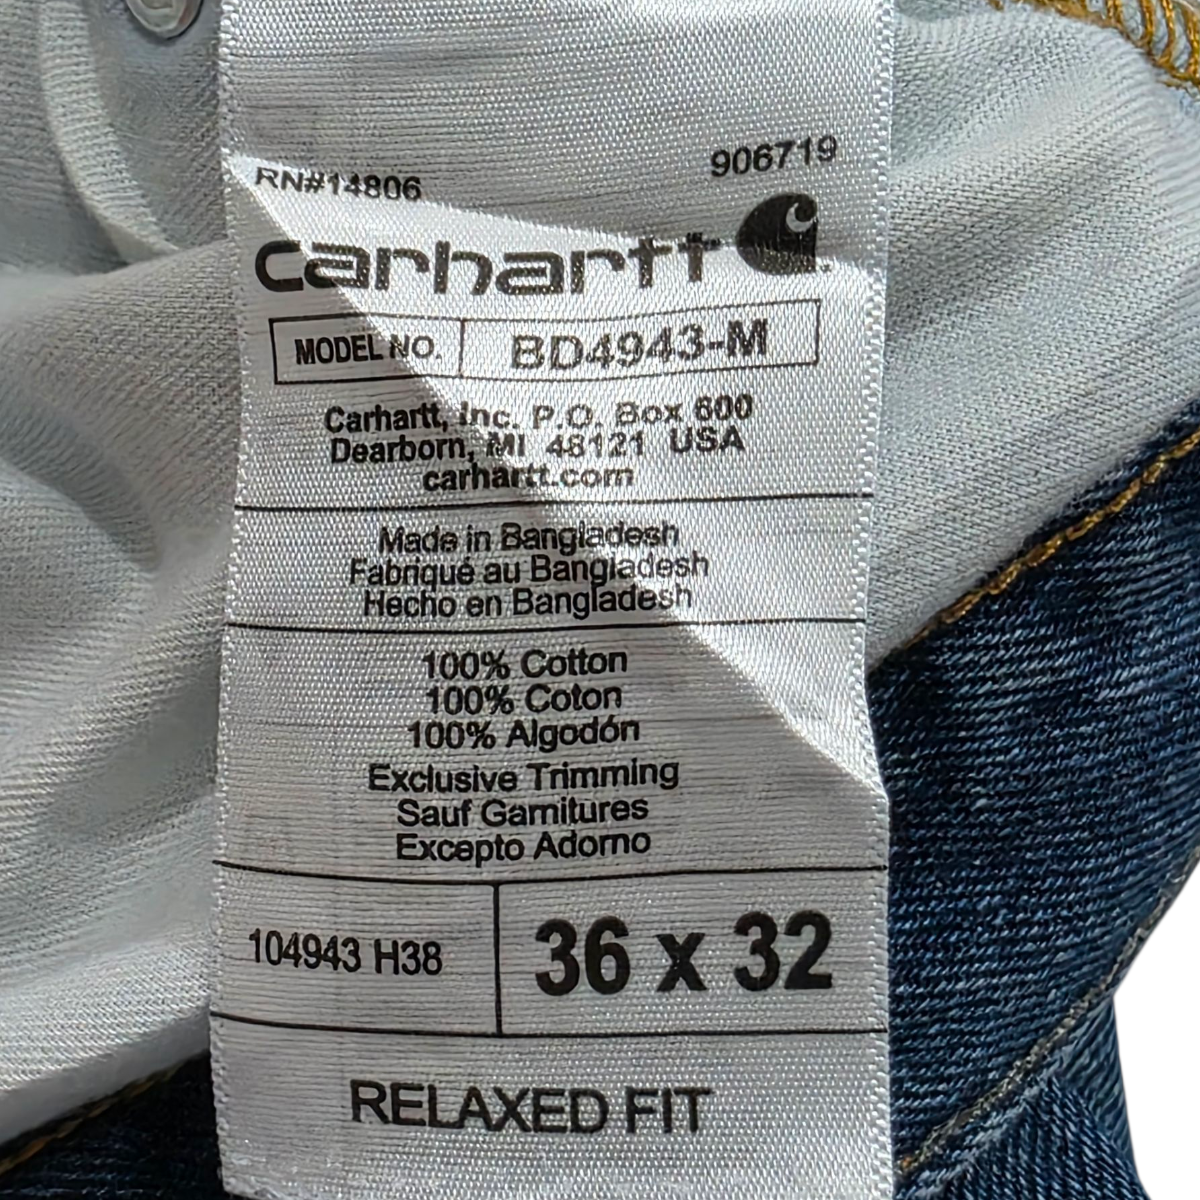 RN#14806 906719
carhartt
MODEL NO. BD4943-M
Carhartt, Inc. P.O. Box 600
Dearborn, MI 48121 USA
carhartt.com
Made in Bangladesh
Fabriqué au Bangladesh
Hecho en Bangladesh
100% Cotton
100% Coton
100% Algodón
Exclusive Trimming
Sauf Garnitures
Excepto Adorno
104943 H38 36 x 32
RELAXED FIT